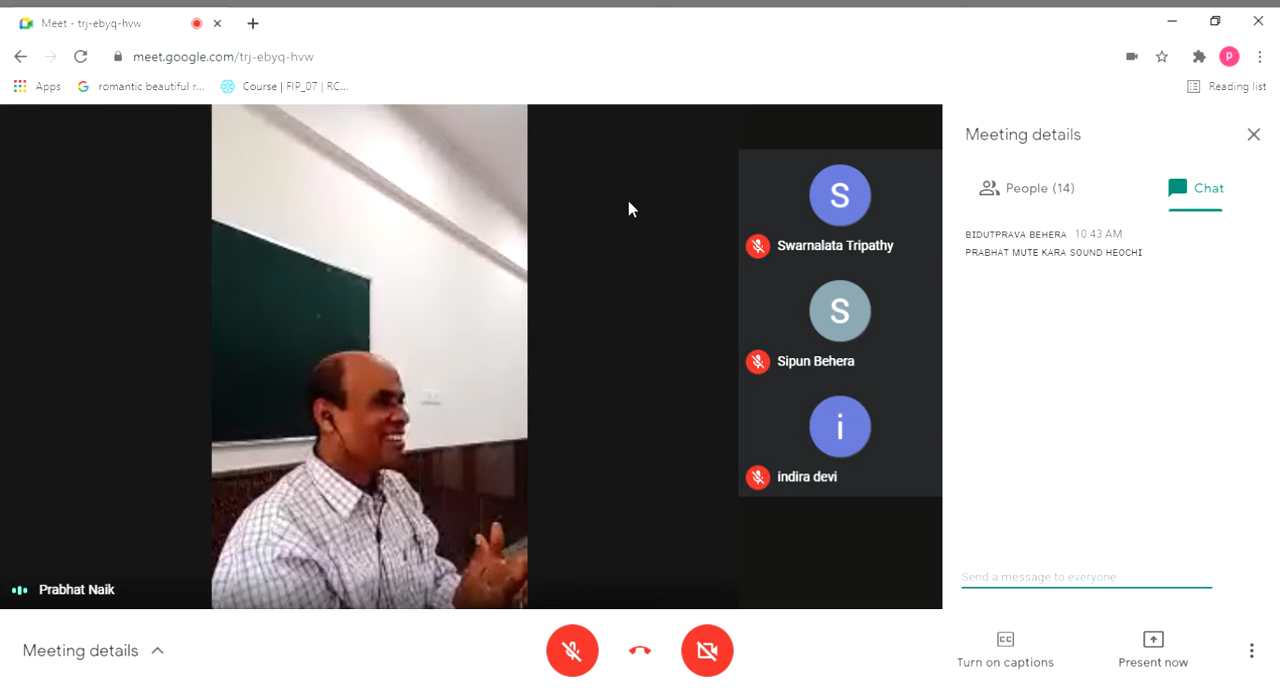 Meet - trj-ebyq-hvw
meet.google.com/trj-ebyq-hvw
P
Apps
romantic beautiful r...
Course | FIP_07 | RC...
Reading list
Meeting details
People (14)
Chat
BIDUTPRAVA BEHERA 10:43 AM
PRABHAT MUTE KARA SOUND HEOCHI
S
Swarnalata Tripathy
S
Sipun Behera
i
indira devi
Prabhat Naik
Send a message to everyone
Meeting details
CC
Turn on captions
Present now